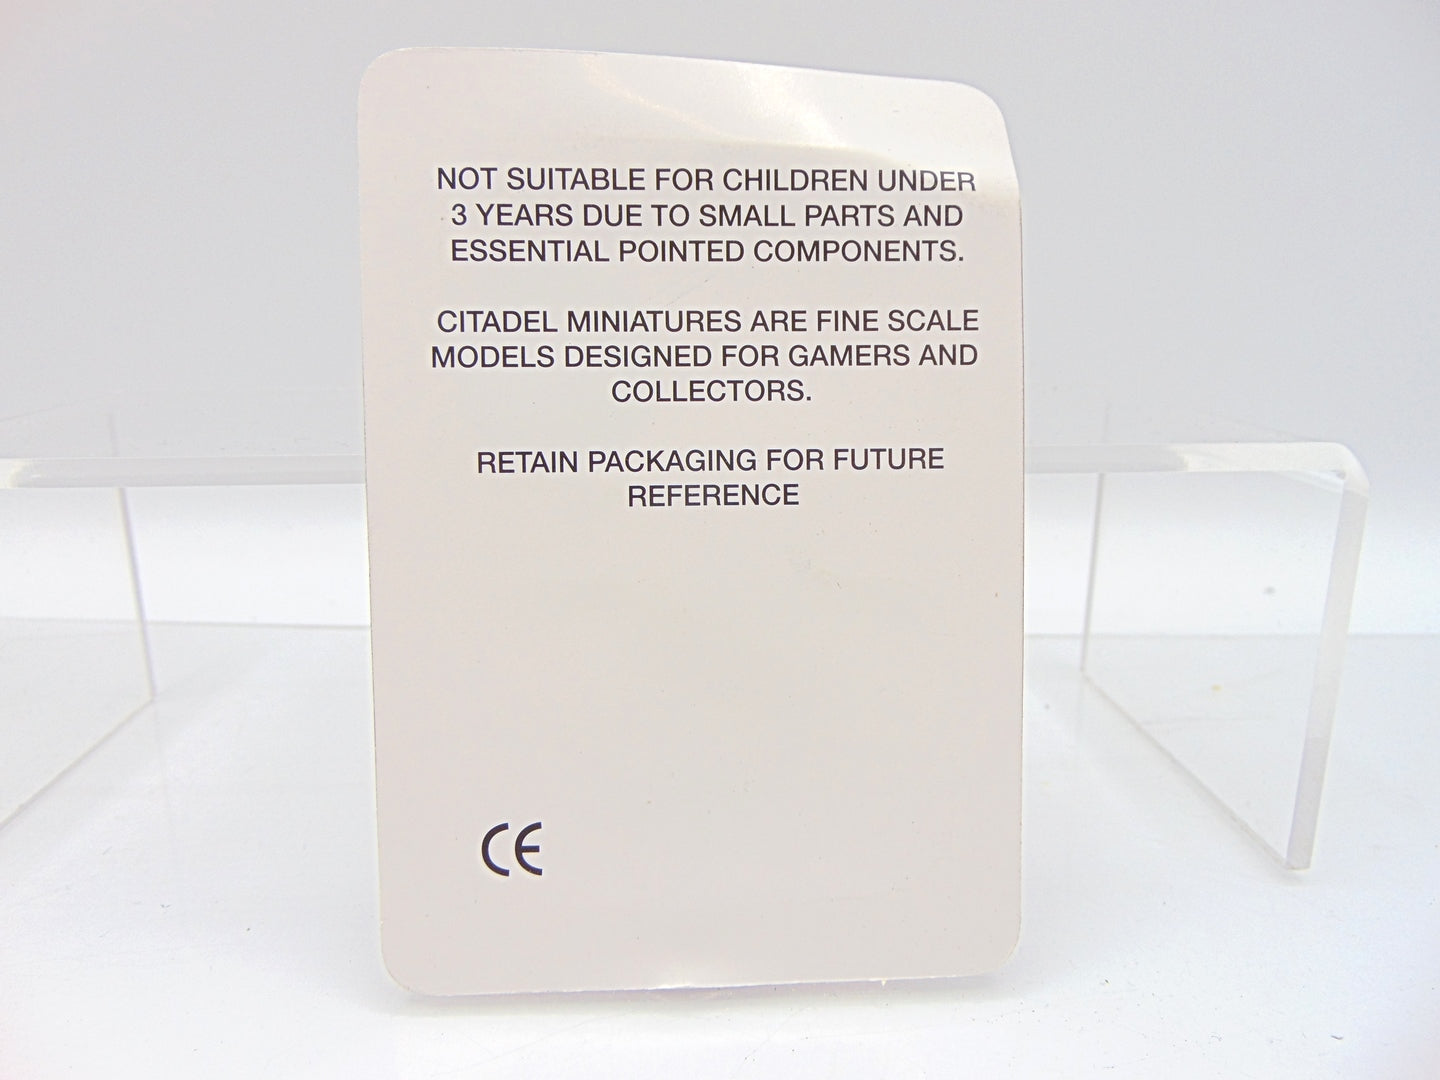 NOT SUITABLE FOR CHILDREN UNDER
3 YEARS DUE TO SMALL PARTS AND
ESSENTIAL POINTED COMPONENTS.
CITADEL MINIATURES ARE FINE SCALE
MODELS DESIGNED FOR GAMERS AND
COLLECTORS.
RETAIN PACKAGING FOR FUTURE
REFERENCE
CE